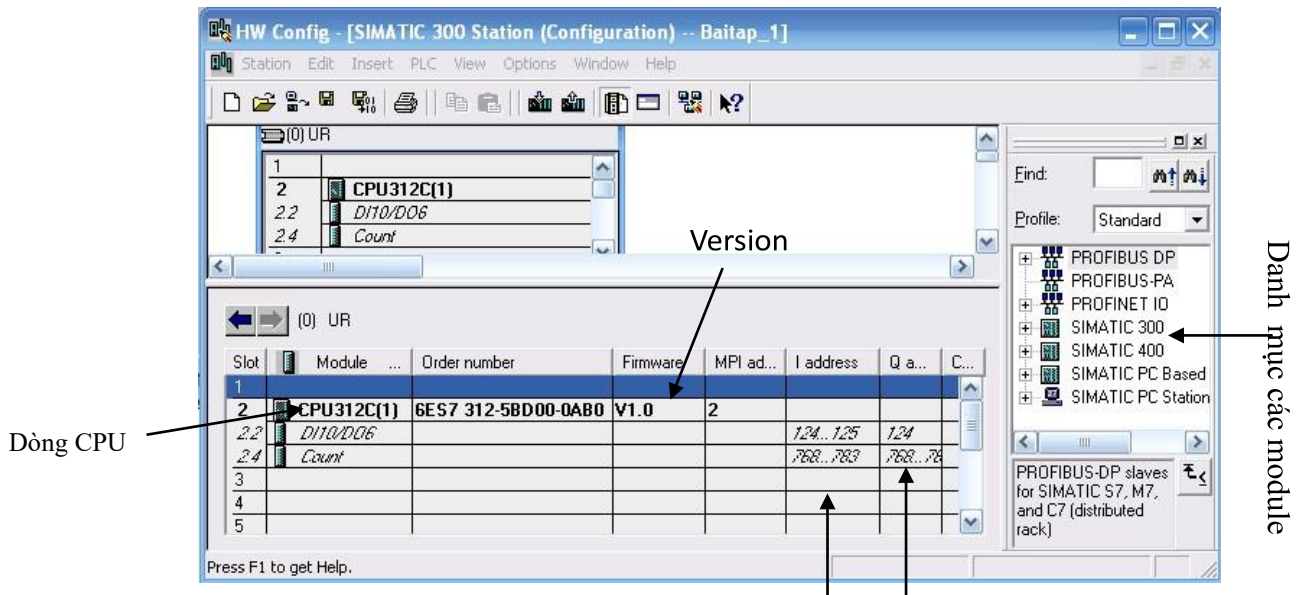 HW Config - [SIMATIC 300 Station (Configuration) -- Baitap_1]
Station Edit Insert PLC View Options Window Help
(0) UR
1
2 CPU312C(1)
2.2 DI10/DO6
2.4 Count
Find:
Profile: Standard
PROFIBUS DP
PROFIBUS-PA
PROFINET IO
SIMATIC 300
SIMATIC 400
SIMATIC PC Based
SIMATIC PC Station
Version
(0) UR
Slot Module ... Order number Firmware MPI ad... I address Q a... C...
1
2 CPU312C(1) 6ES7 312-5BD00-0AB0 V1.0 2
2.2 DI10/DO6 124...125 124
2.4 Count 768...783 768...78
3
4
5
PROFIBUS-DP slaves
for SIMATIC S7, M7,
and C7 (distributed
rack)
Press F1 to get Help.
Dòng CPU
Danh mục các module